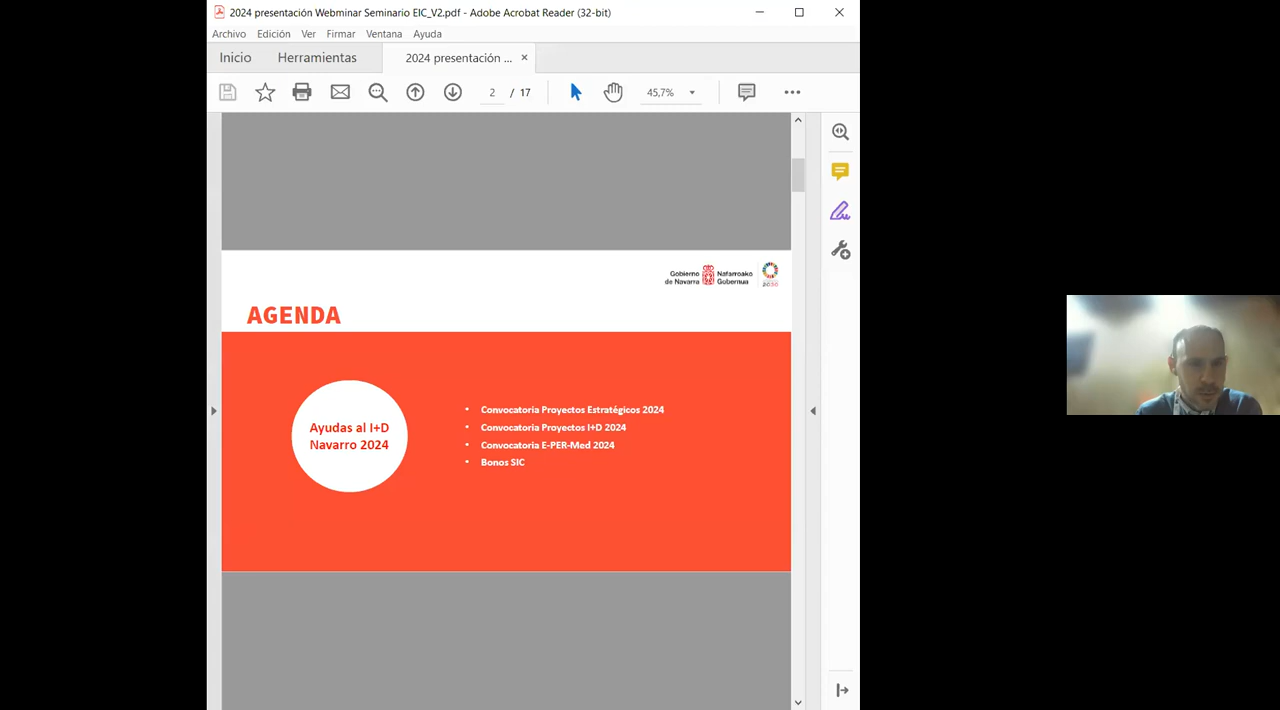 2024 presentación Webminar Seminario EIC_V2.pdf - Adobe Acrobat Reader (32-bit)
Archivo Edición Ver Firmar Ventana Ayuda
Inicio Herramientas 2024 presentación ...
2 / 17 45,7%
Gobierno de Navarra
Nafarroako Gobernua
2030
AGENDA
Ayudas al I+D
Navarro 2024
• Convocatoria Proyectos Estratégicos 2024
• Convocatoria Proyectos I+D 2024
• Convocatoria E-PER-Med 2024
• Bonos SIC